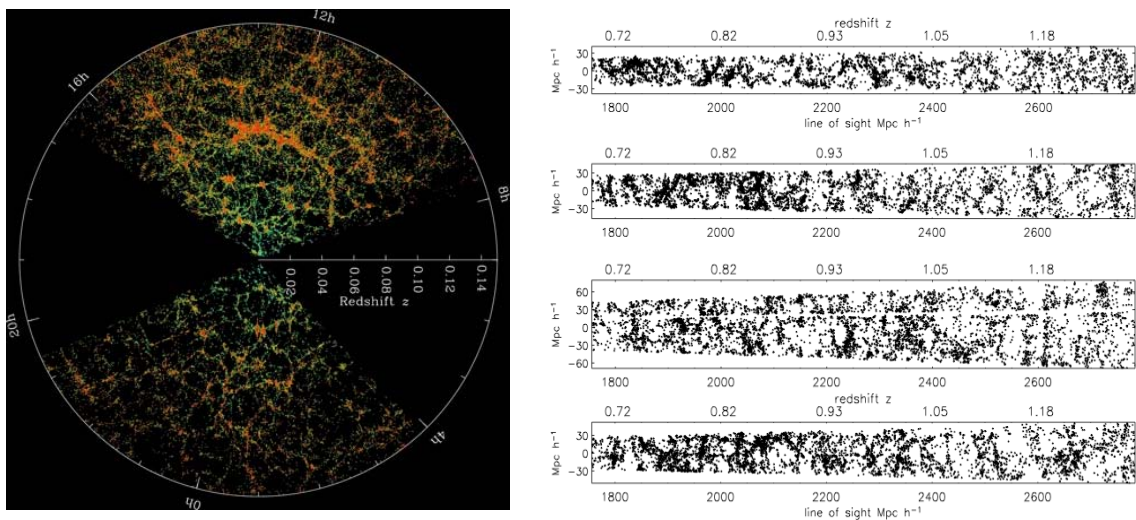 12h
16h
8h
0.02 0.04 0.06 0.08 0.10 0.12 0.14
Redshift z
20h
4h
0h
redshift z
0.72 0.82 0.93 1.05 1.18
Mpc h⁻¹
30
0
−30
1800 2000 2200 2400 2600
line of sight Mpc h⁻¹
0.72 0.82 0.93 1.05 1.18
Mpc h⁻¹
30
0
−30
1800 2000 2200 2400 2600
0.72 0.82 0.93 1.05 1.18
Mpc h⁻¹
60
30
0
−30
−60
1800 2000 2200 2400 2600
redshift z
0.72 0.82 0.93 1.05 1.18
Mpc h⁻¹
30
0
−30
1800 2000 2200 2400 2600
line of sight Mpc h⁻¹